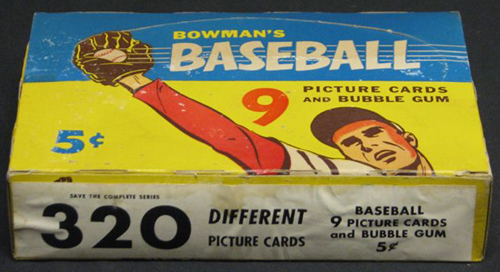 BOWMAN'S
BASEBALL
9
PICTURE CARDS
AND BUBBLE GUM
5¢
SAVE THE COMPLETE SERIES
320
DIFFERENT
PICTURE CARDS
BASEBALL
9 PICTURE CARDS
and BUBBLE GUM
5¢